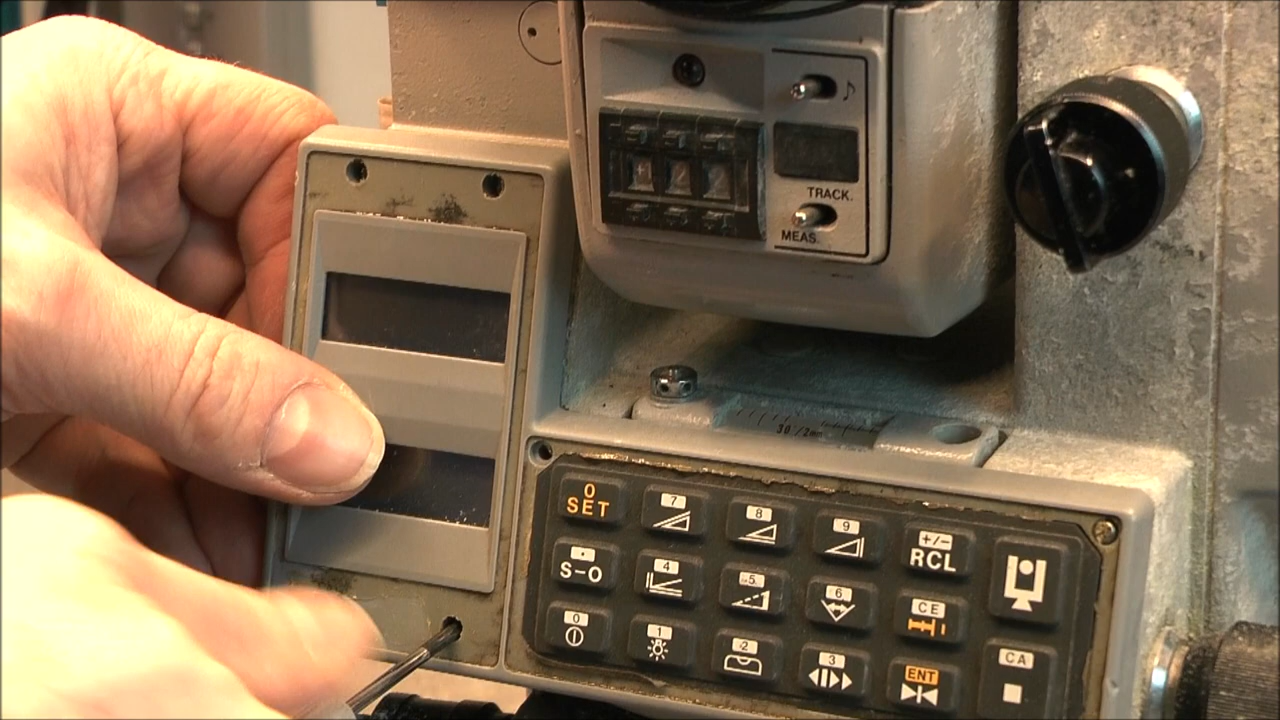 TRACK.
MEAS.
30"/2mm
0
SET
7
8
9
+/-
RCL
S-O
4
5
6
CE
0
1
2
3
ENT
CA